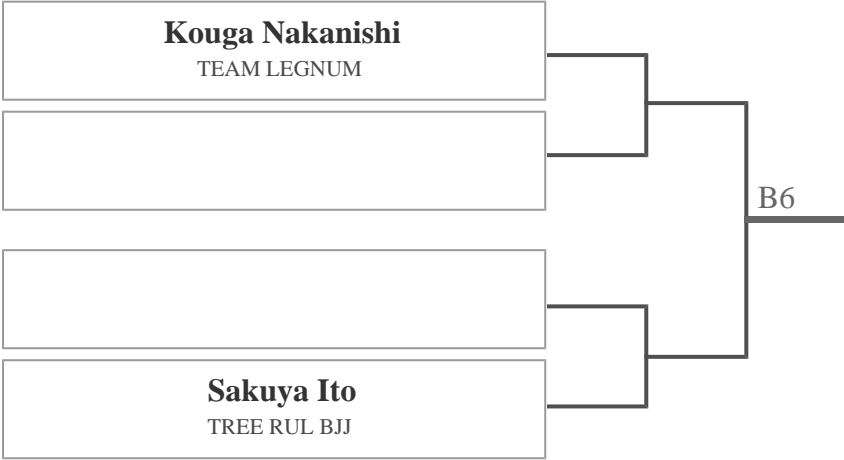 Kouga Nakanishi
TEAM LEGNUM
B6
Sakuya Ito
TREE RUL BJJ